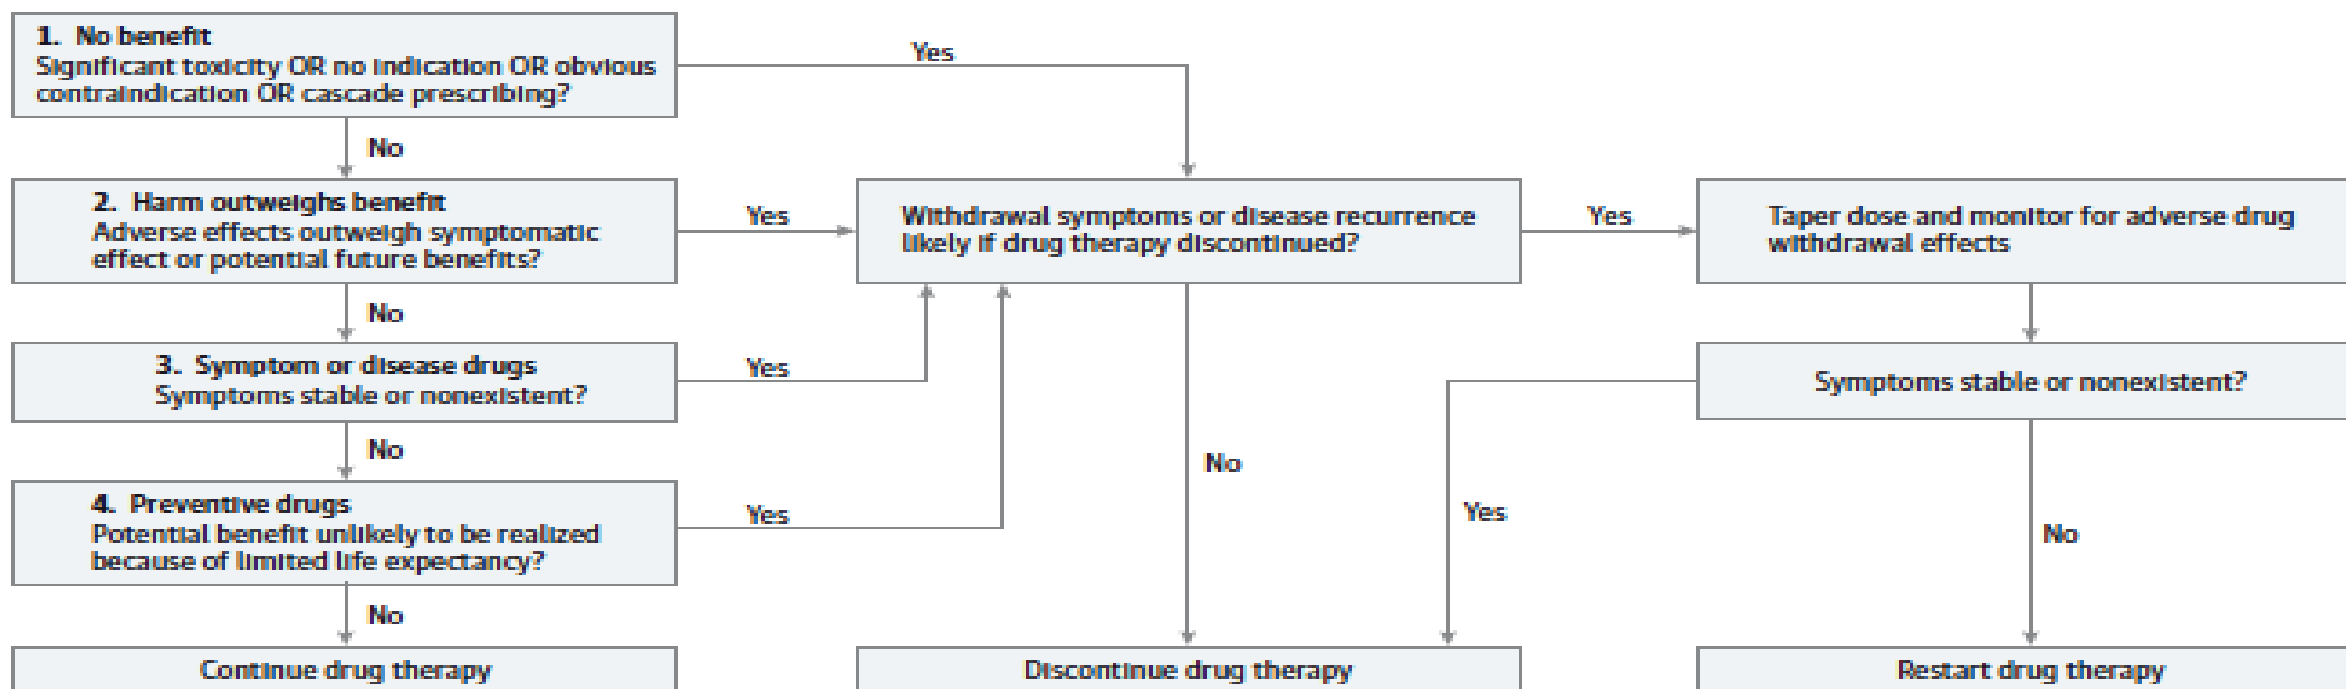 1. No benefit
Significant toxicity OR no indication OR obvious
contraindication OR cascade prescribing?
Yes
No
2. Harm outweighs benefit
Adverse effects outweigh symptomatic
effect or potential future benefits?
Yes
Withdrawal symptoms or disease recurrence
likely if drug therapy discontinued?
Yes
Taper dose and monitor for adverse drug
withdrawal effects
No
3. Symptom or disease drugs
Symptoms stable or nonexistent?
Yes
Symptoms stable or nonexistent?
No
No
4. Preventive drugs
Potential benefit unlikely to be realized
because of limited life expectancy?
Yes
Yes
No
No
Continue drug therapy
Discontinue drug therapy
Restart drug therapy